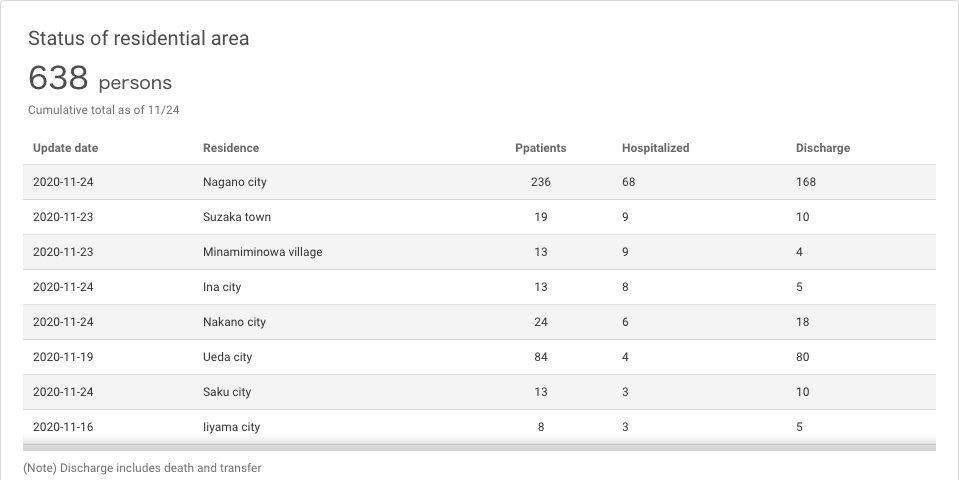 Status of residential area
638 persons
Cumulative total as of 11/24
Update date Residence Ppatients Hospitalized Discharge
2020-11-24 Nagano city 236 68 168
2020-11-23 Suzaka town 19 9 10
2020-11-23 Minamiminowa village 13 9 4
2020-11-24 Ina city 13 8 5
2020-11-24 Nakano city 24 6 18
2020-11-19 Ueda city 84 4 80
2020-11-24 Saku city 13 3 10
2020-11-16 Iiyama city 8 3 5
(Note) Discharge includes death and transfer